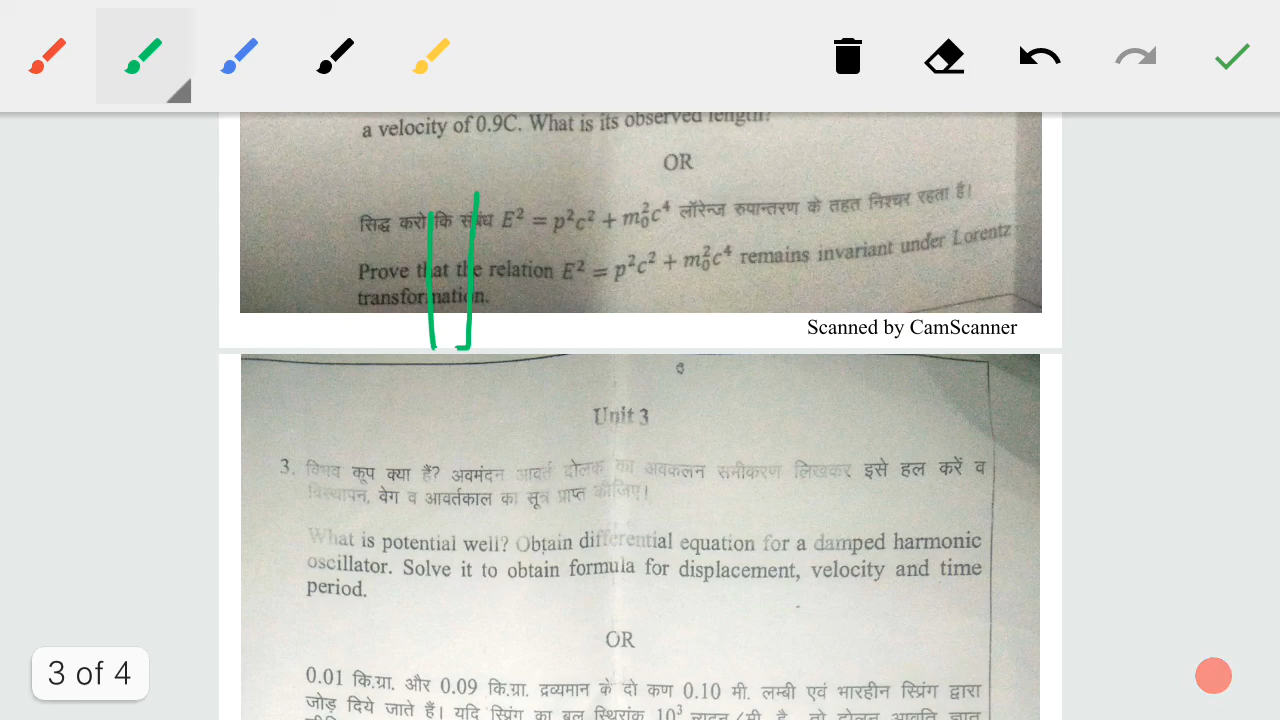 a velocity of 0.9C. What is its observed length?
OR
सिद्ध करो कि संबंध E² = p²c² + m₀²c⁴ लॉरेन्ज रुपान्तरण के तहत निश्चर रहता है।
Prove that the relation E² = p²c² + m₀²c⁴ remains invariant under Lorentz
transformation.
Scanned by CamScanner
Unit 3
3. विभव कूप क्या हैं? अवमंदन आवर्त दोलक का अवकलन समीकरण लिखकर इसे हल करें व
विस्थापन, वेग व आवर्तकाल का सूत्र प्राप्त कीजिए।
What is potential well? Obtain differential equation for a damped harmonic
oscillator. Solve it to obtain formula for displacement, velocity and time
period.
OR
0.01 कि.ग्रा. और 0.09 कि.ग्रा. द्रव्यमान के दो कण 0.10 मी. लम्बी एवं भारहीन स्प्रिंग द्वारा
जोड़ दिये जाते हैं। यदि स्प्रिंग का बल स्थिरांक 10³ न्यूटन/मी. है, तो दोलन आवृति ज्ञात
3 of 4